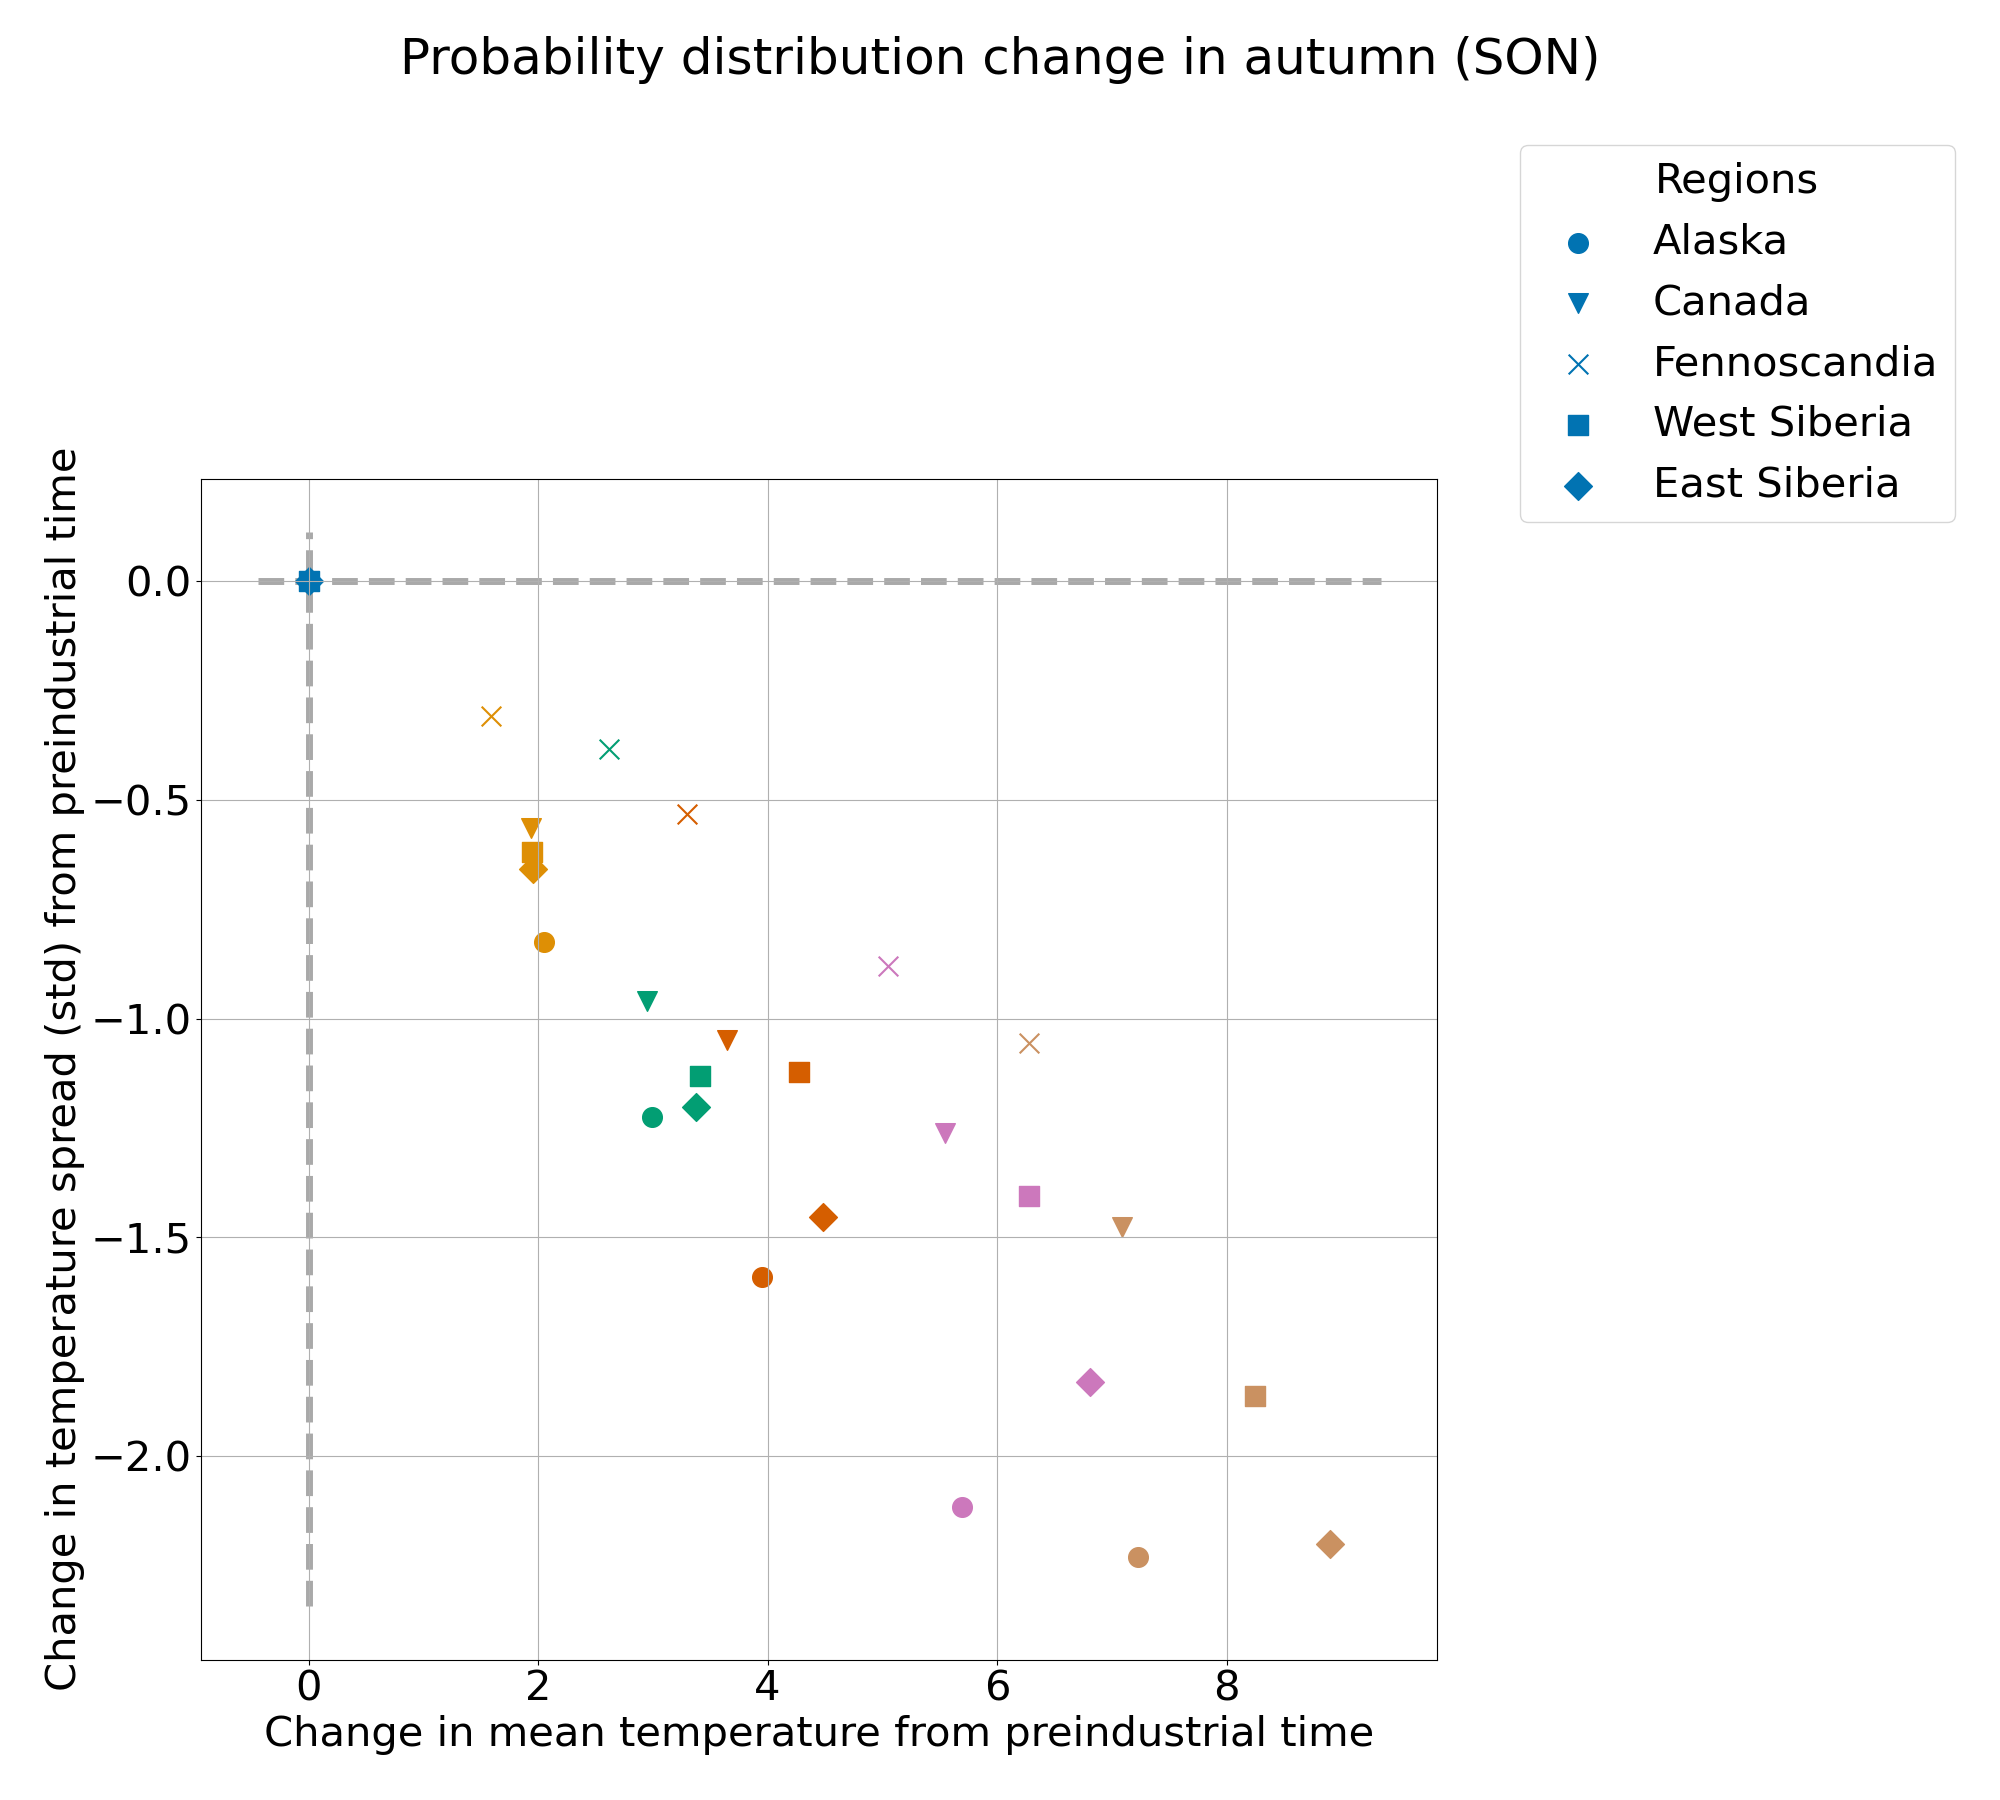 Probability distribution change in autumn (SON)
Regions
Alaska
Canada
Fennoscandia
West Siberia
East Siberia
Change in temperature spread (std) from preindustrial time
0.0
−0.5
−1.0
−1.5
−2.0
0 2 4 6 8
Change in mean temperature from preindustrial time